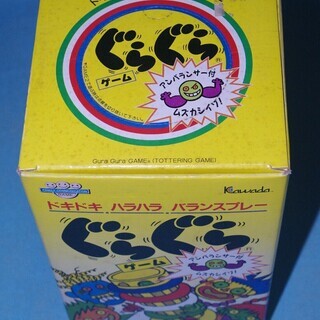 ぐらぐら
ゲーム
アンバランサー付
ムズカシイゾ!
Gura Gura GAME (TOTTERING GAME)
Kawada
ドキドキ ハラハラ バランスプレー
ぐらぐら
ゲーム
アンバランサー付
ムズカシイゾ!